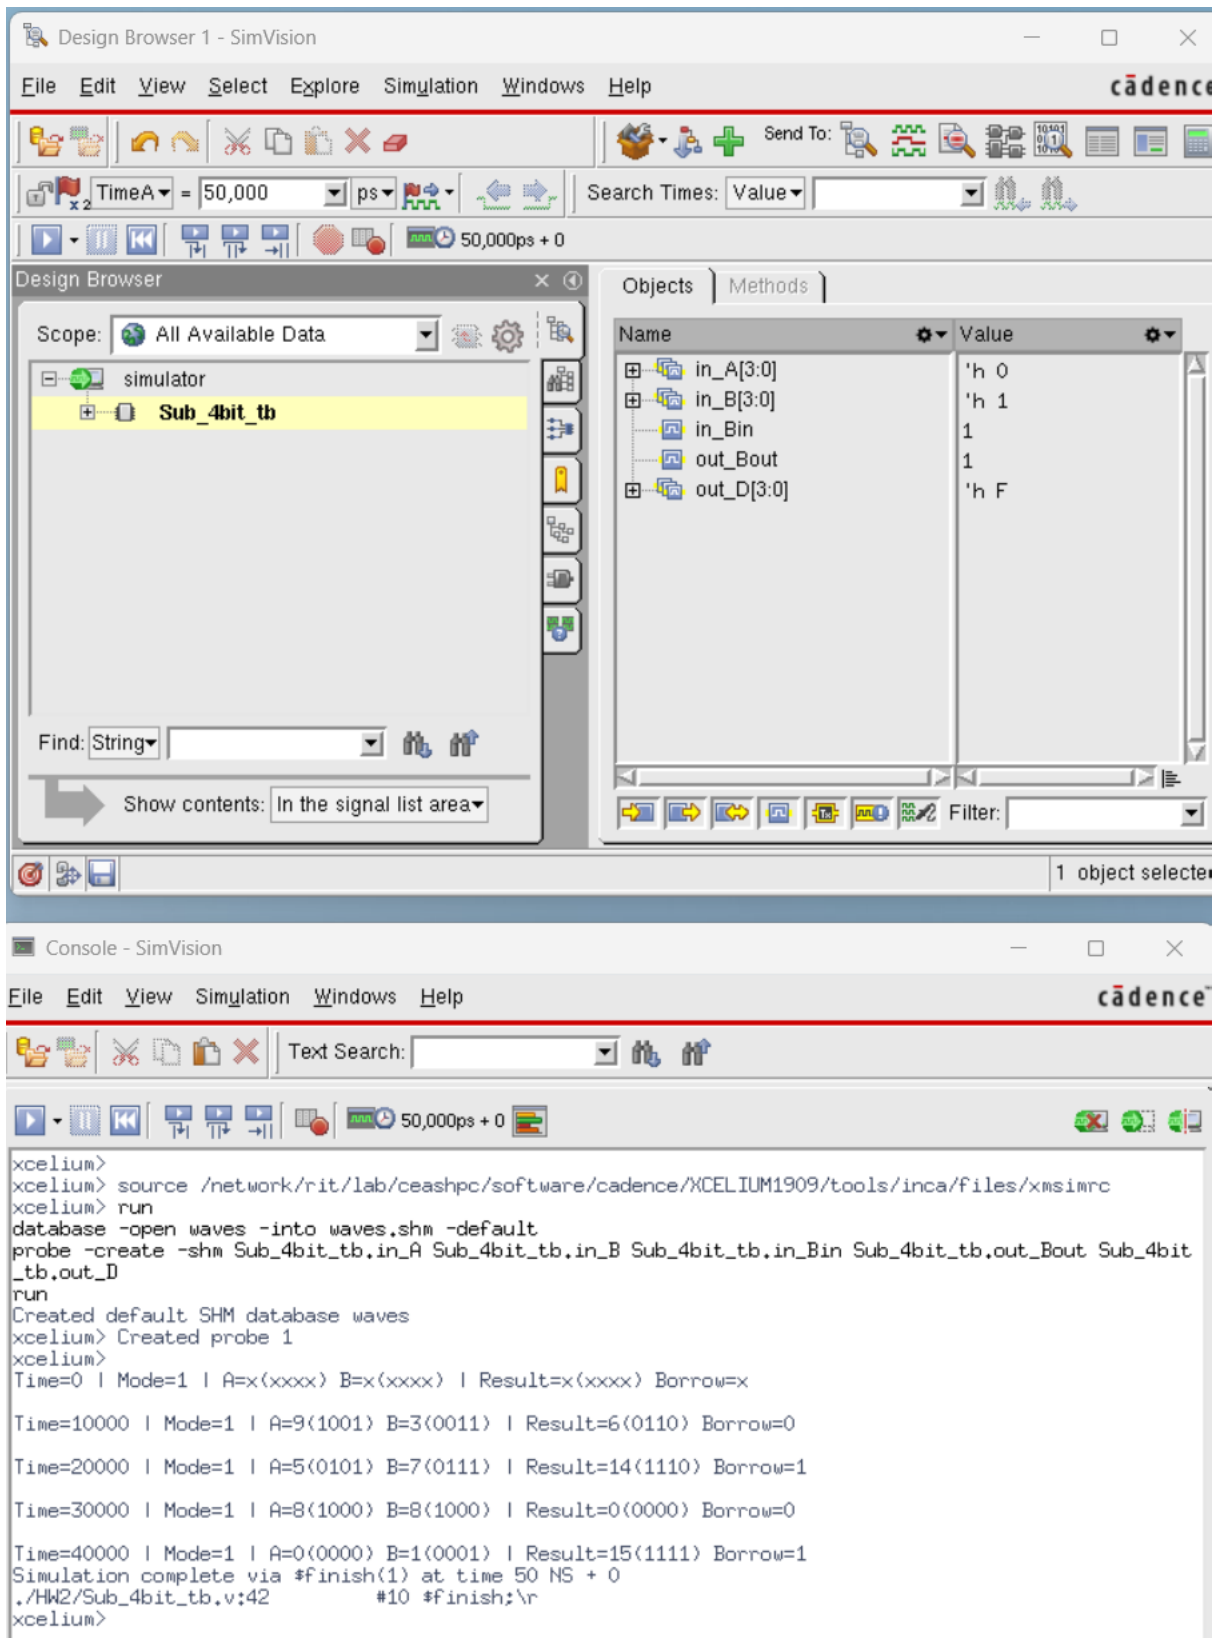 Design Browser 1 - SimVision
File Edit View Select Explore Simulation Windows Help
cādence
Send To:
TimeA = 50,000 ps
Search Times: Value
50,000ps + 0
Design Browser
Scope: All Available Data
simulator
Sub_4bit_tb
Find: String
Show contents: In the signal list area
Objects Methods
Name Value
in_A[3:0] 'h 0
in_B[3:0] 'h 1
in_Bin 1
out_Bout 1
out_D[3:0] 'h F
Filter:
1 object selecte
Console - SimVision
File Edit View Simulation Windows Help
cādence
Text Search:
50,000ps + 0
xcelium>
xcelium> source /network/rit/lab/ceashpc/software/cadence/XCELIUM1909/tools/inca/files/xmsimrc
xcelium> run
database -open waves -into waves.shm -default
probe -create -shm Sub_4bit_tb.in_A Sub_4bit_tb.in_B Sub_4bit_tb.in_Bin Sub_4bit_tb.out_Bout Sub_4bit
_tb.out_D
run
Created default SHM database waves
xcelium> Created probe 1
xcelium>
Time=0 | Mode=1 | A=x(xxxx) B=x(xxxx) | Result=x(xxxx) Borrow=x
Time=10000 | Mode=1 | A=9(1001) B=3(0011) | Result=6(0110) Borrow=0
Time=20000 | Mode=1 | A=5(0101) B=7(0111) | Result=14(1110) Borrow=1
Time=30000 | Mode=1 | A=8(1000) B=8(1000) | Result=0(0000) Borrow=0
Time=40000 | Mode=1 | A=0(0000) B=1(0001) | Result=15(1111) Borrow=1
Simulation complete via $finish(1) at time 50 NS + 0
./HW2/Sub_4bit_tb.v:42 #10 $finish;\r
xcelium>